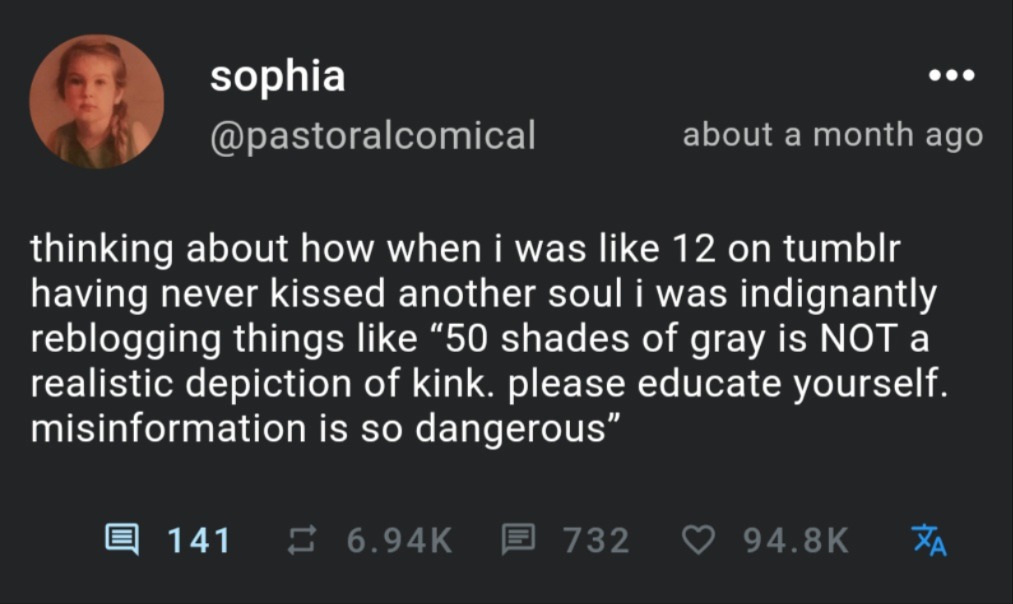 sophia
@pastoralcomical
about a month ago
thinking about how when i was like 12 on tumblr
having never kissed another soul i was indignantly
reblogging things like “50 shades of gray is NOT a
realistic depiction of kink. please educate yourself.
misinformation is so dangerous”
141 6.94K 732 94.8K